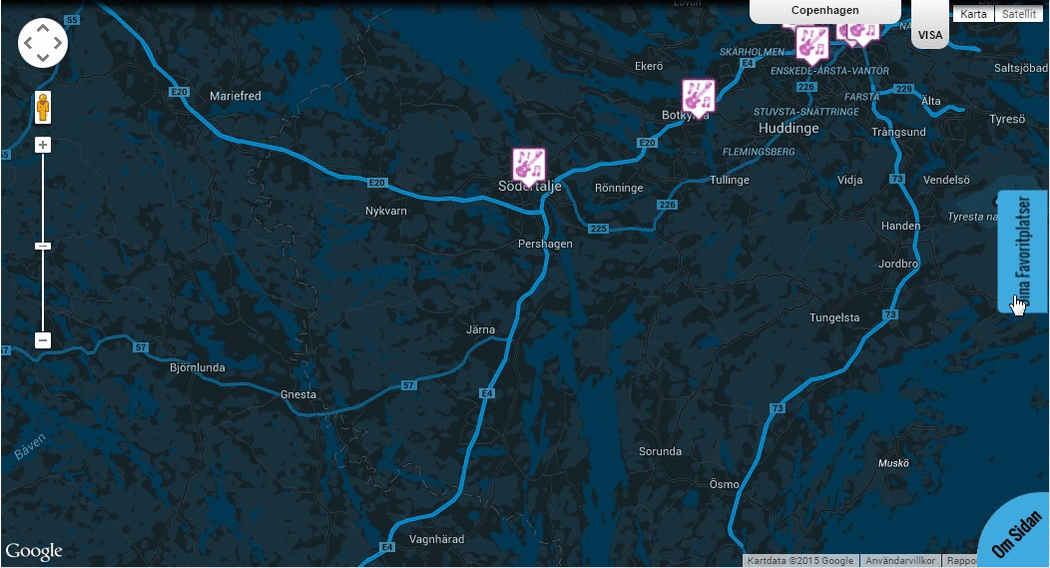 Lovön
Copenhagen
VISA
Karta
Satellit
55
SKÄRHOLMEN
E4
Saltsjöbad
Ekerö
ENSKEDE-ÅRSTA-VANTÖR
226
229
E20
Mariefred
FARSTA
Älta
Botkyrka
STUVSTA-SNÄTTRINGE
Tyresö
Huddinge
Trångsund
E20
FLEMINGSBERG
55
E20
Södertälje
Rönninge
Tullinge
Vidja
73
Vendelsö
Nykvarn
226
Tyresta na
225
Handen
Pershagen
Dina Favoritplatser
Jordbro
Järna
Tungelsta
73
57
57
Björnlunda
57
Gnesta
E4
73
Båven
Sorunda
Muskö
Ösmo
Vagnhärad
E4
Om Sidan
Google
Kartdata ©2015 Google
Användarvillkor
Rappo